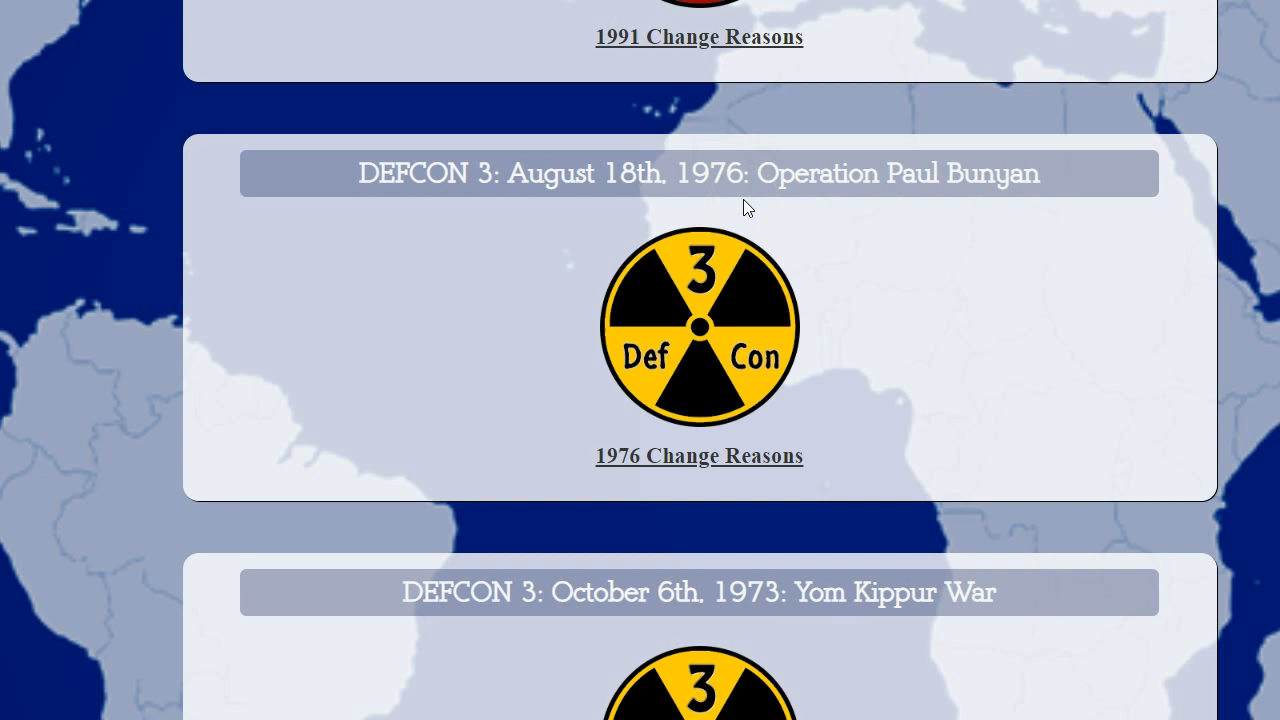 1991 Change Reasons
DEFCON 3: August 18th, 1976: Operation Paul Bunyan
3
Def Con
1976 Change Reasons
DEFCON 3: October 6th, 1973: Yom Kippur War
3